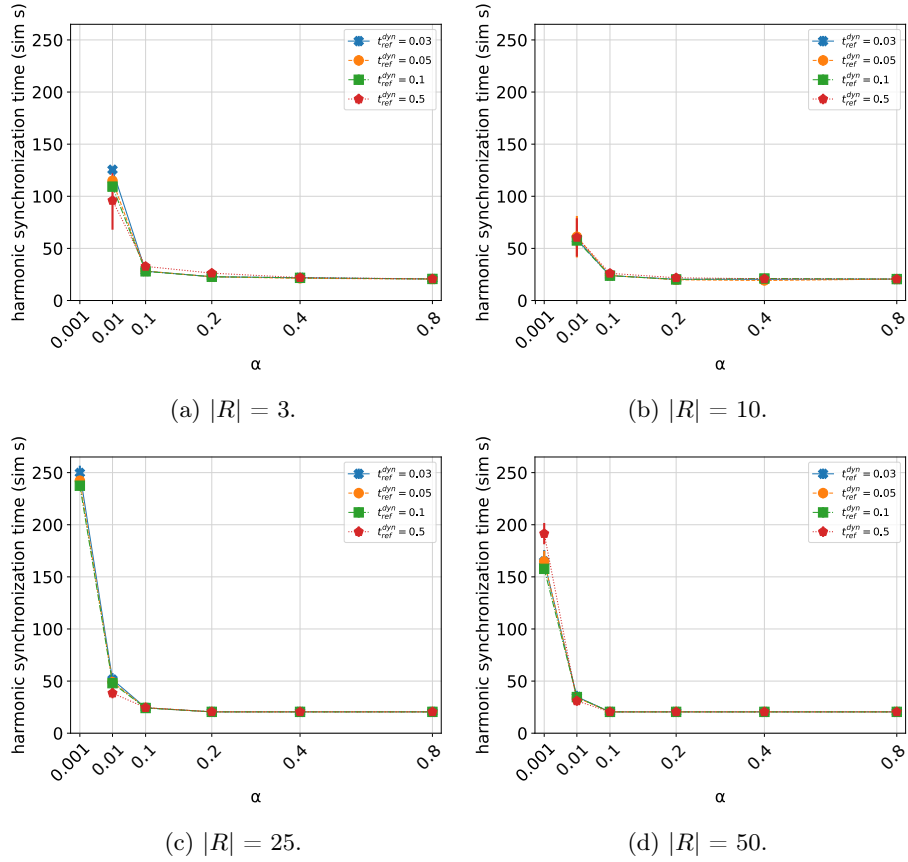 harmonic synchronization time (sim s)
250
200
150
100
50
0
0.001
0.01
0.1
0.2
0.4
0.8
α
t_ref^dyn = 0.03
t_ref^dyn = 0.05
t_ref^dyn = 0.1
t_ref^dyn = 0.5
(a) |R| = 3.
harmonic synchronization time (sim s)
250
200
150
100
50
0
0.001
0.01
0.1
0.2
0.4
0.8
α
t_ref^dyn = 0.03
t_ref^dyn = 0.05
t_ref^dyn = 0.1
t_ref^dyn = 0.5
(b) |R| = 10.
harmonic synchronization time (sim s)
250
200
150
100
50
0
0.001
0.01
0.1
0.2
0.4
0.8
α
t_ref^dyn = 0.03
t_ref^dyn = 0.05
t_ref^dyn = 0.1
t_ref^dyn = 0.5
(c) |R| = 25.
harmonic synchronization time (sim s)
250
200
150
100
50
0
0.001
0.01
0.1
0.2
0.4
0.8
α
t_ref^dyn = 0.03
t_ref^dyn = 0.05
t_ref^dyn = 0.1
t_ref^dyn = 0.5
(d) |R| = 50.